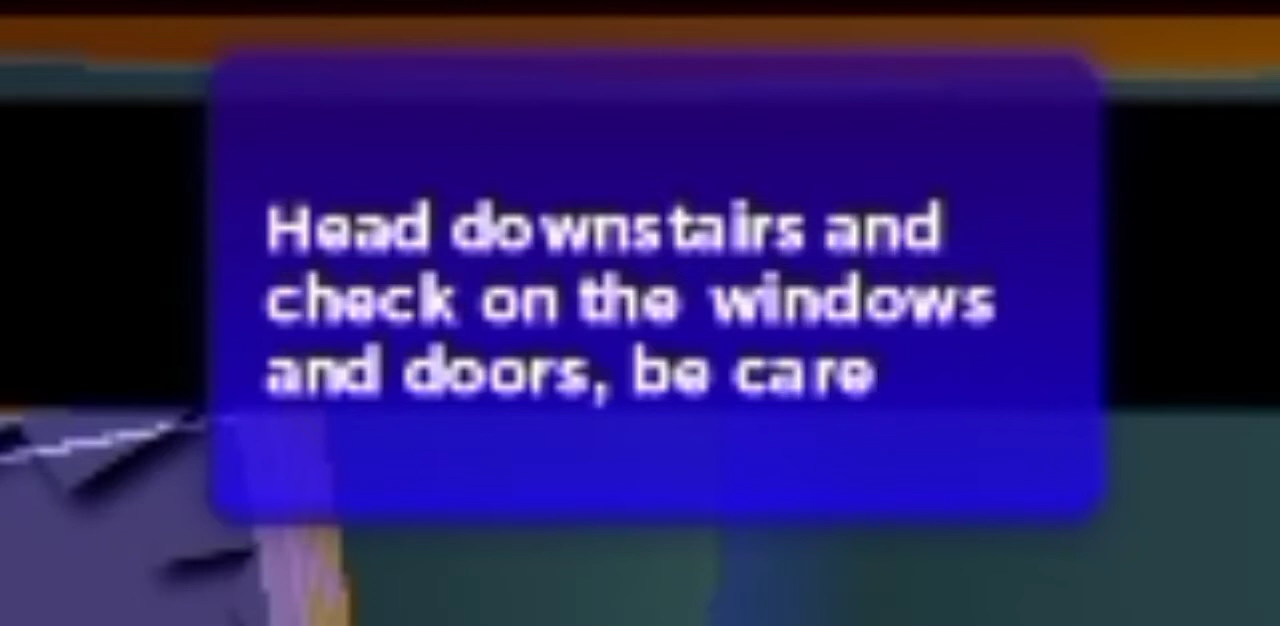 Head downstairs and
check on the windows
and doors, be care